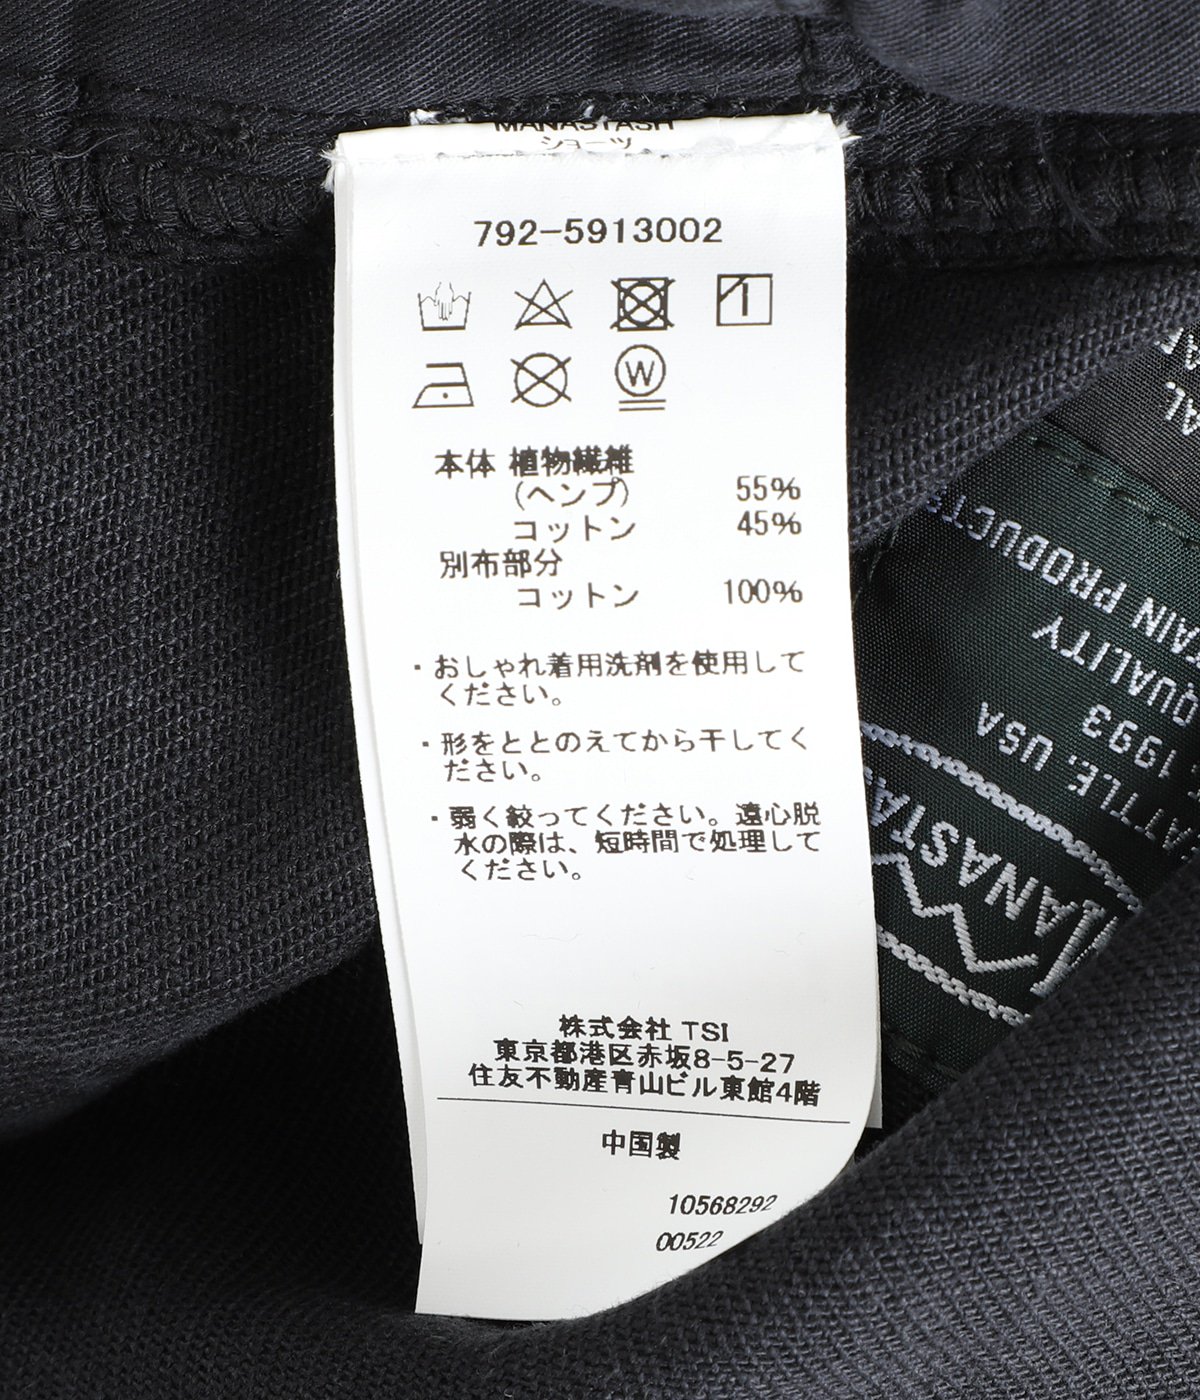 MANASTASH
ショーツ
792-5913002
W
本体 植物繊維
(ヘンプ) 55%
コットン 45%
別布部分
コットン 100%
・おしゃれ着用洗剤を使用して
ください。
・形をととのえてから干してく
ださい。
・弱く絞ってください。遠心脱
水の際は、短時間で処理して
ください。
株式会社 TSI
東京都港区赤坂8-5-27
住友不動産青山ビル東館4階
中国製
10568292
00522
MANASTA
ATTLE, USA
1993
QUALITY
TAIN PRODUCTS